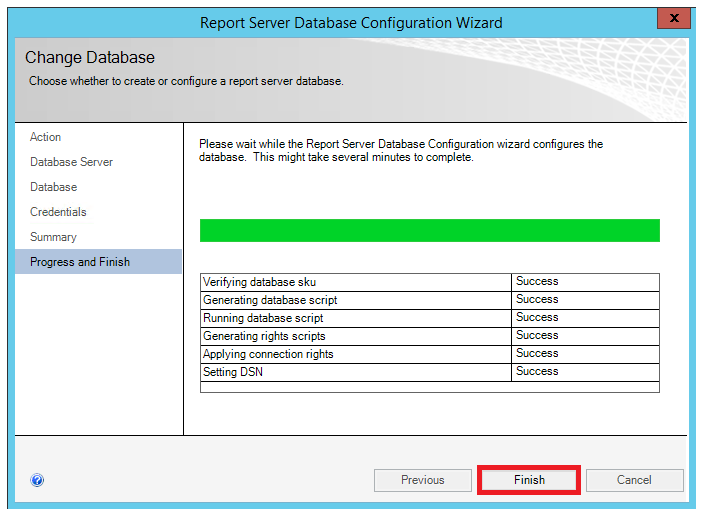 Report Server Database Configuration Wizard
x
Change Database
Choose whether to create or configure a report server database.
Action
Database Server
Database
Credentials
Summary
Progress and Finish
Please wait while the Report Server Database Configuration wizard configures the
database. This might take several minutes to complete.
Verifying database sku Success
Generating database script Success
Running database script Success
Generating rights scripts Success
Applying connection rights Success
Setting DSN Success
?
Previous Finish Cancel